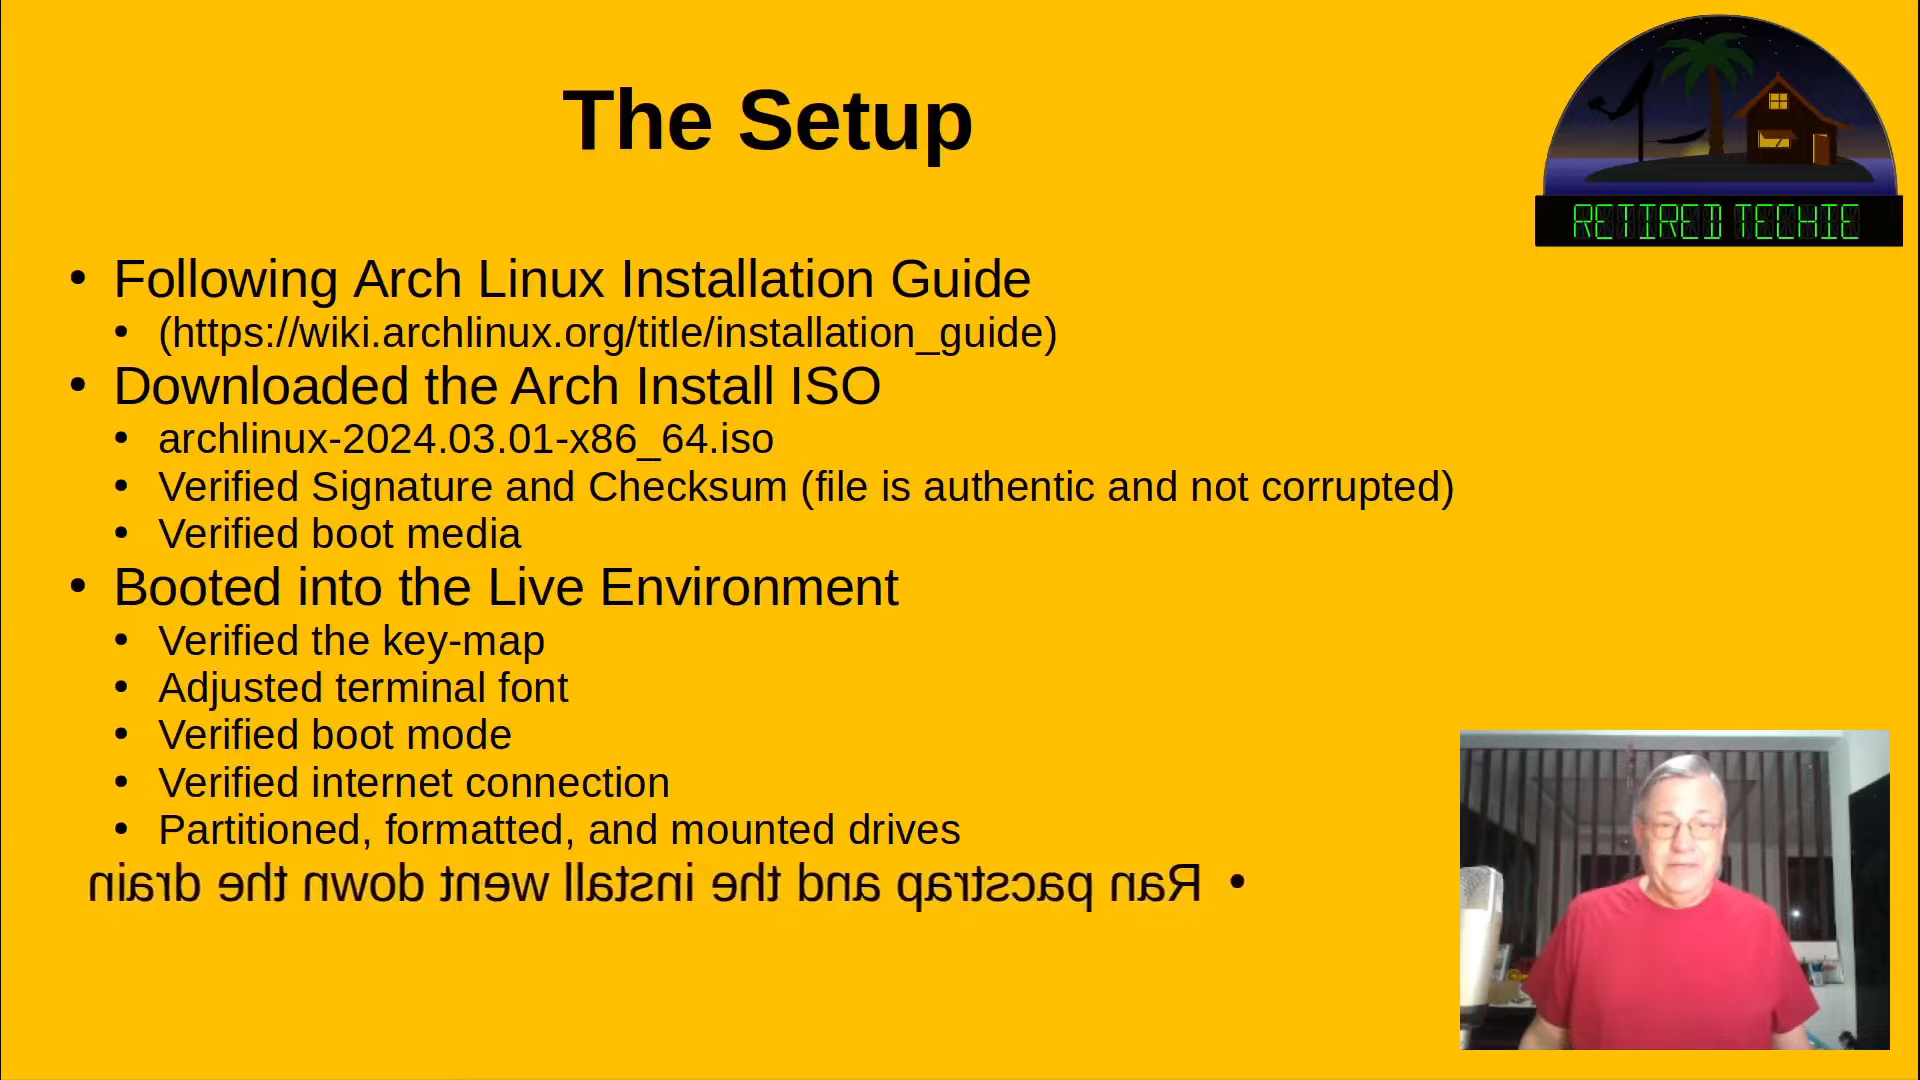 The Setup
RETIRED TECHIE
• Following Arch Linux Installation Guide
• (https://wiki.archlinux.org/title/installation_guide)
• Downloaded the Arch Install ISO
• archlinux-2024.03.01-x86_64.iso
• Verified Signature and Checksum (file is authentic and not corrupted)
• Verified boot media
• Booted into the Live Environment
• Verified the key-map
• Adjusted terminal font
• Verified boot mode
• Verified internet connection
• Partitioned, formatted, and mounted drives
• Ran pacstrap and the install went down the drain